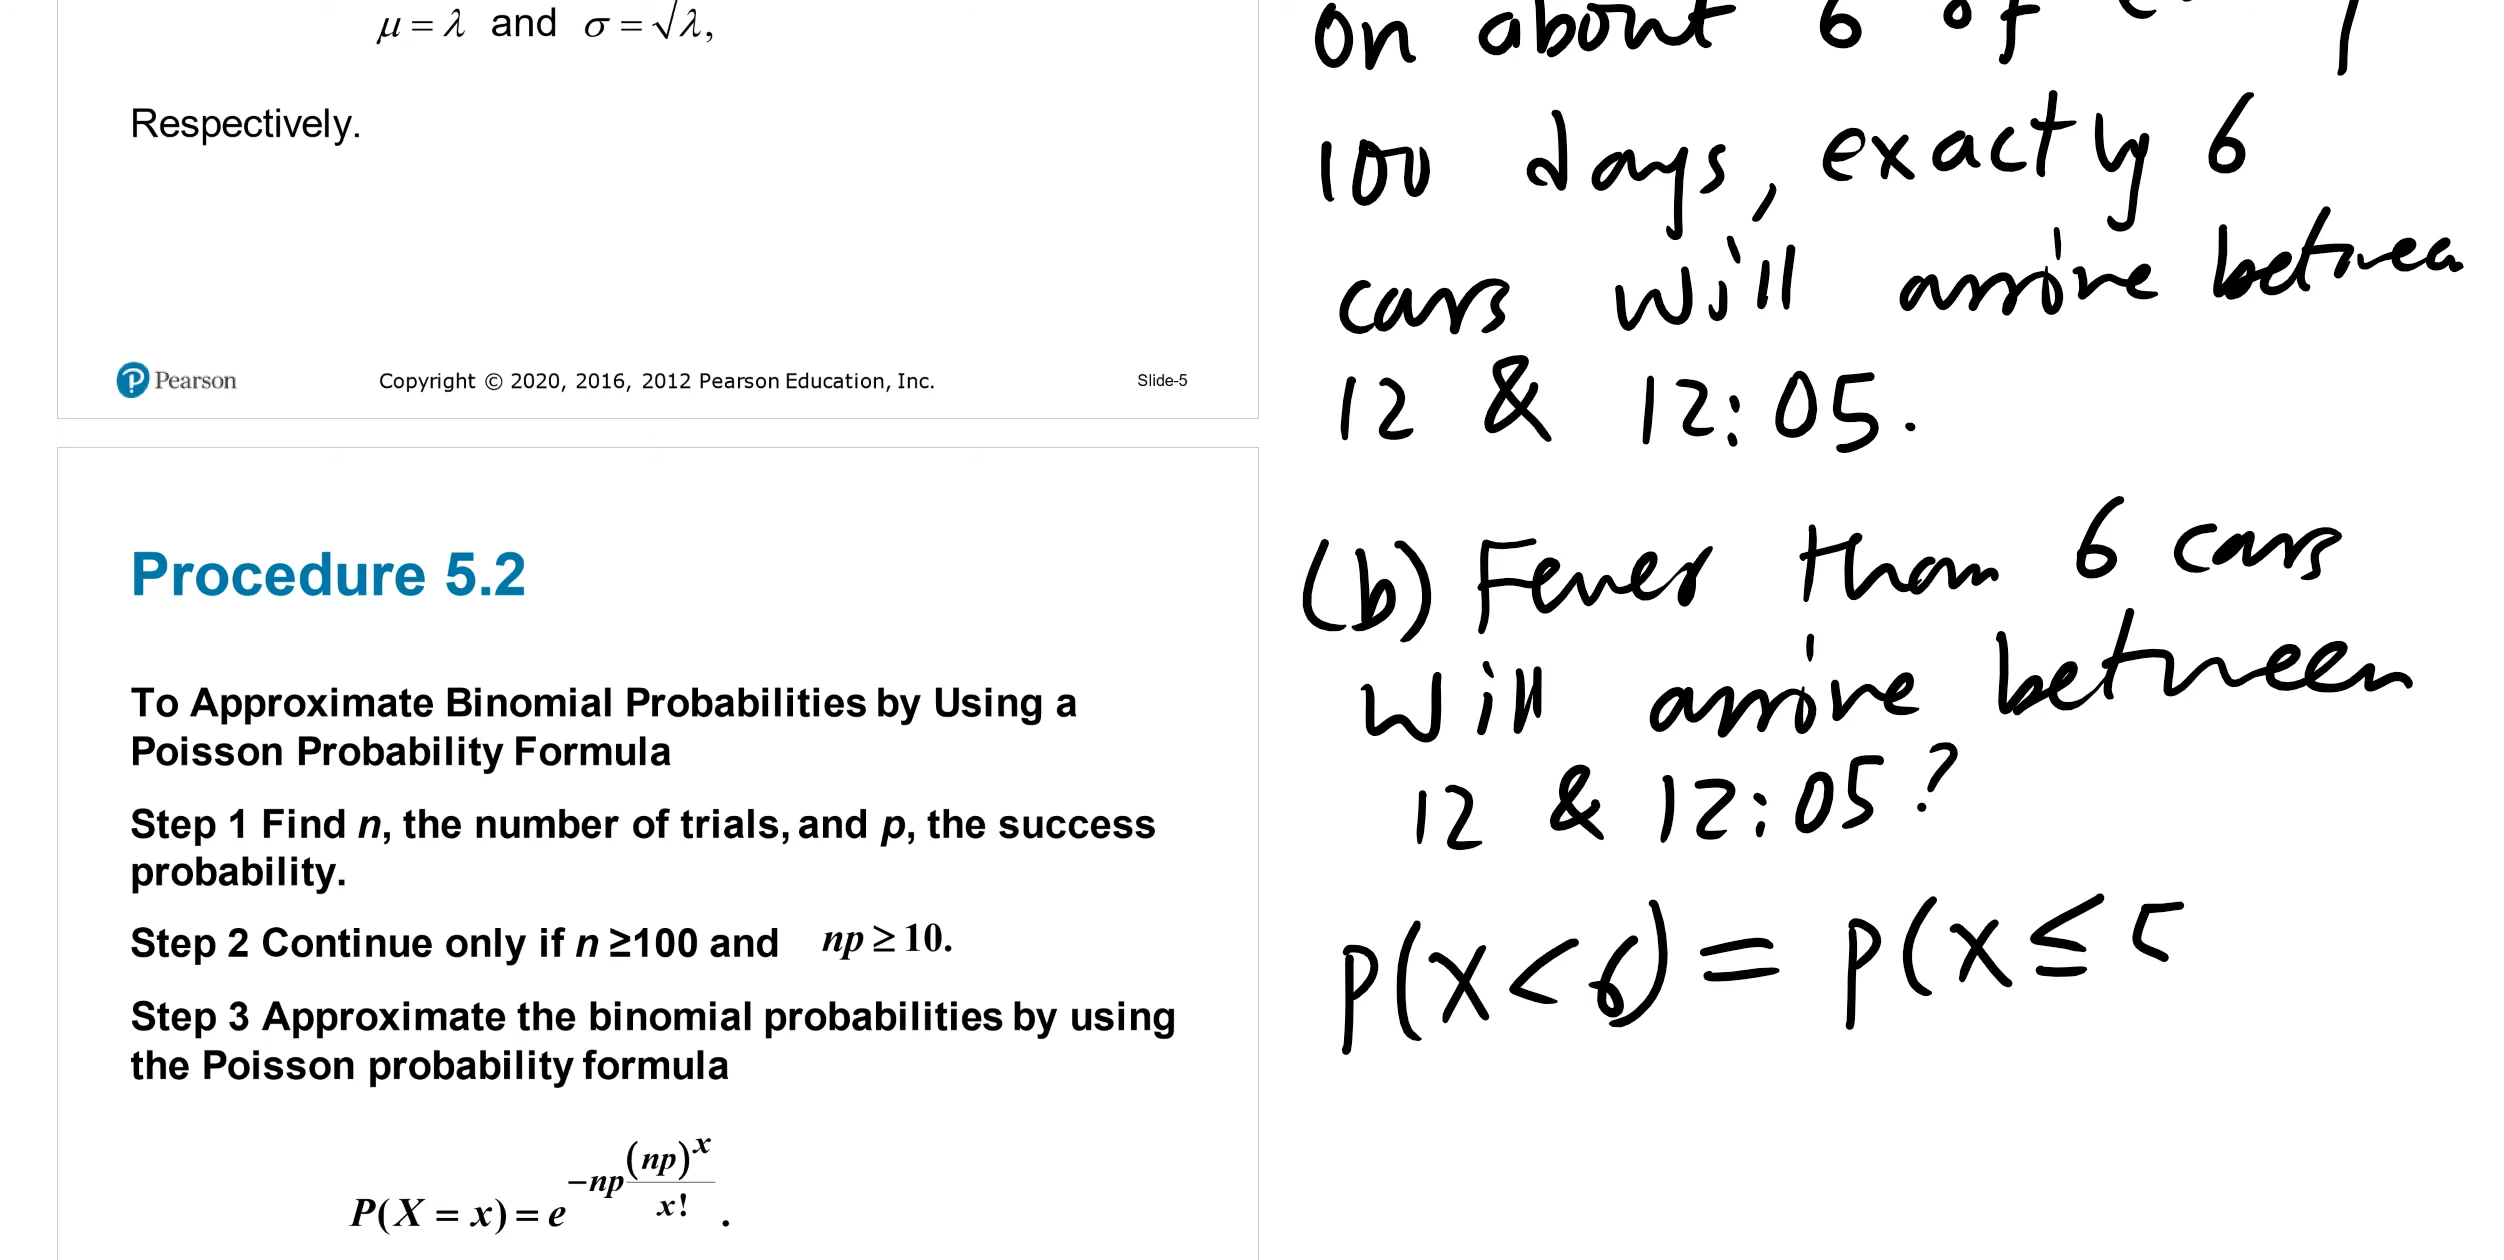 μ = λ and σ = √λ,
Respectively.
Pearson
Copyright © 2020, 2016, 2012 Pearson Education, Inc.
Slide-5
Procedure 5.2
To Approximate Binomial Probabilities by Using a
Poisson Probability Formula
Step 1 Find n, the number of trials, and p, the success
probability.
Step 2 Continue only if n ≥100 and np ≥ 10.
Step 3 Approximate the binomial probabilities by using
the Poisson probability formula
P(X = x) = e^{-np} (np)^x / x! .
on about 6 of
100 days, exactly 6
cars will arrive between
12 & 12:05.
(b) Fewer than 6 cars
will arrive between
12 & 12:05?
P(X<6) = P(X ≤ 5